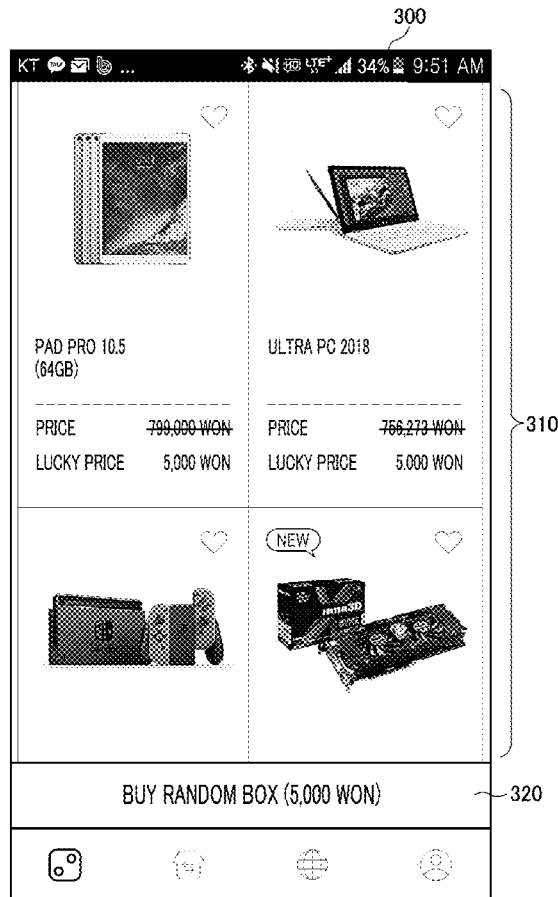 300
KT ... LTE+ 34% 9:51 AM
310
PAD PRO 10.5
(64GB)
ULTRA PC 2018
PRICE 799,000 WON
LUCKY PRICE 5,000 WON
PRICE 756,273 WON
LUCKY PRICE 5,000 WON
NEW
BUY RANDOM BOX (5,000 WON)
320